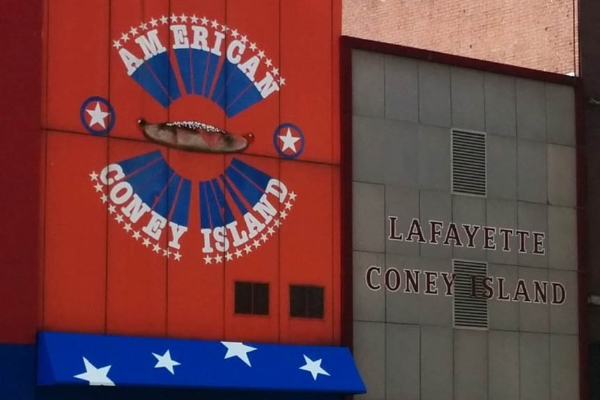 AMERICAN
CONEY ISLAND
LAFAYETTE
CONEY ISLAND